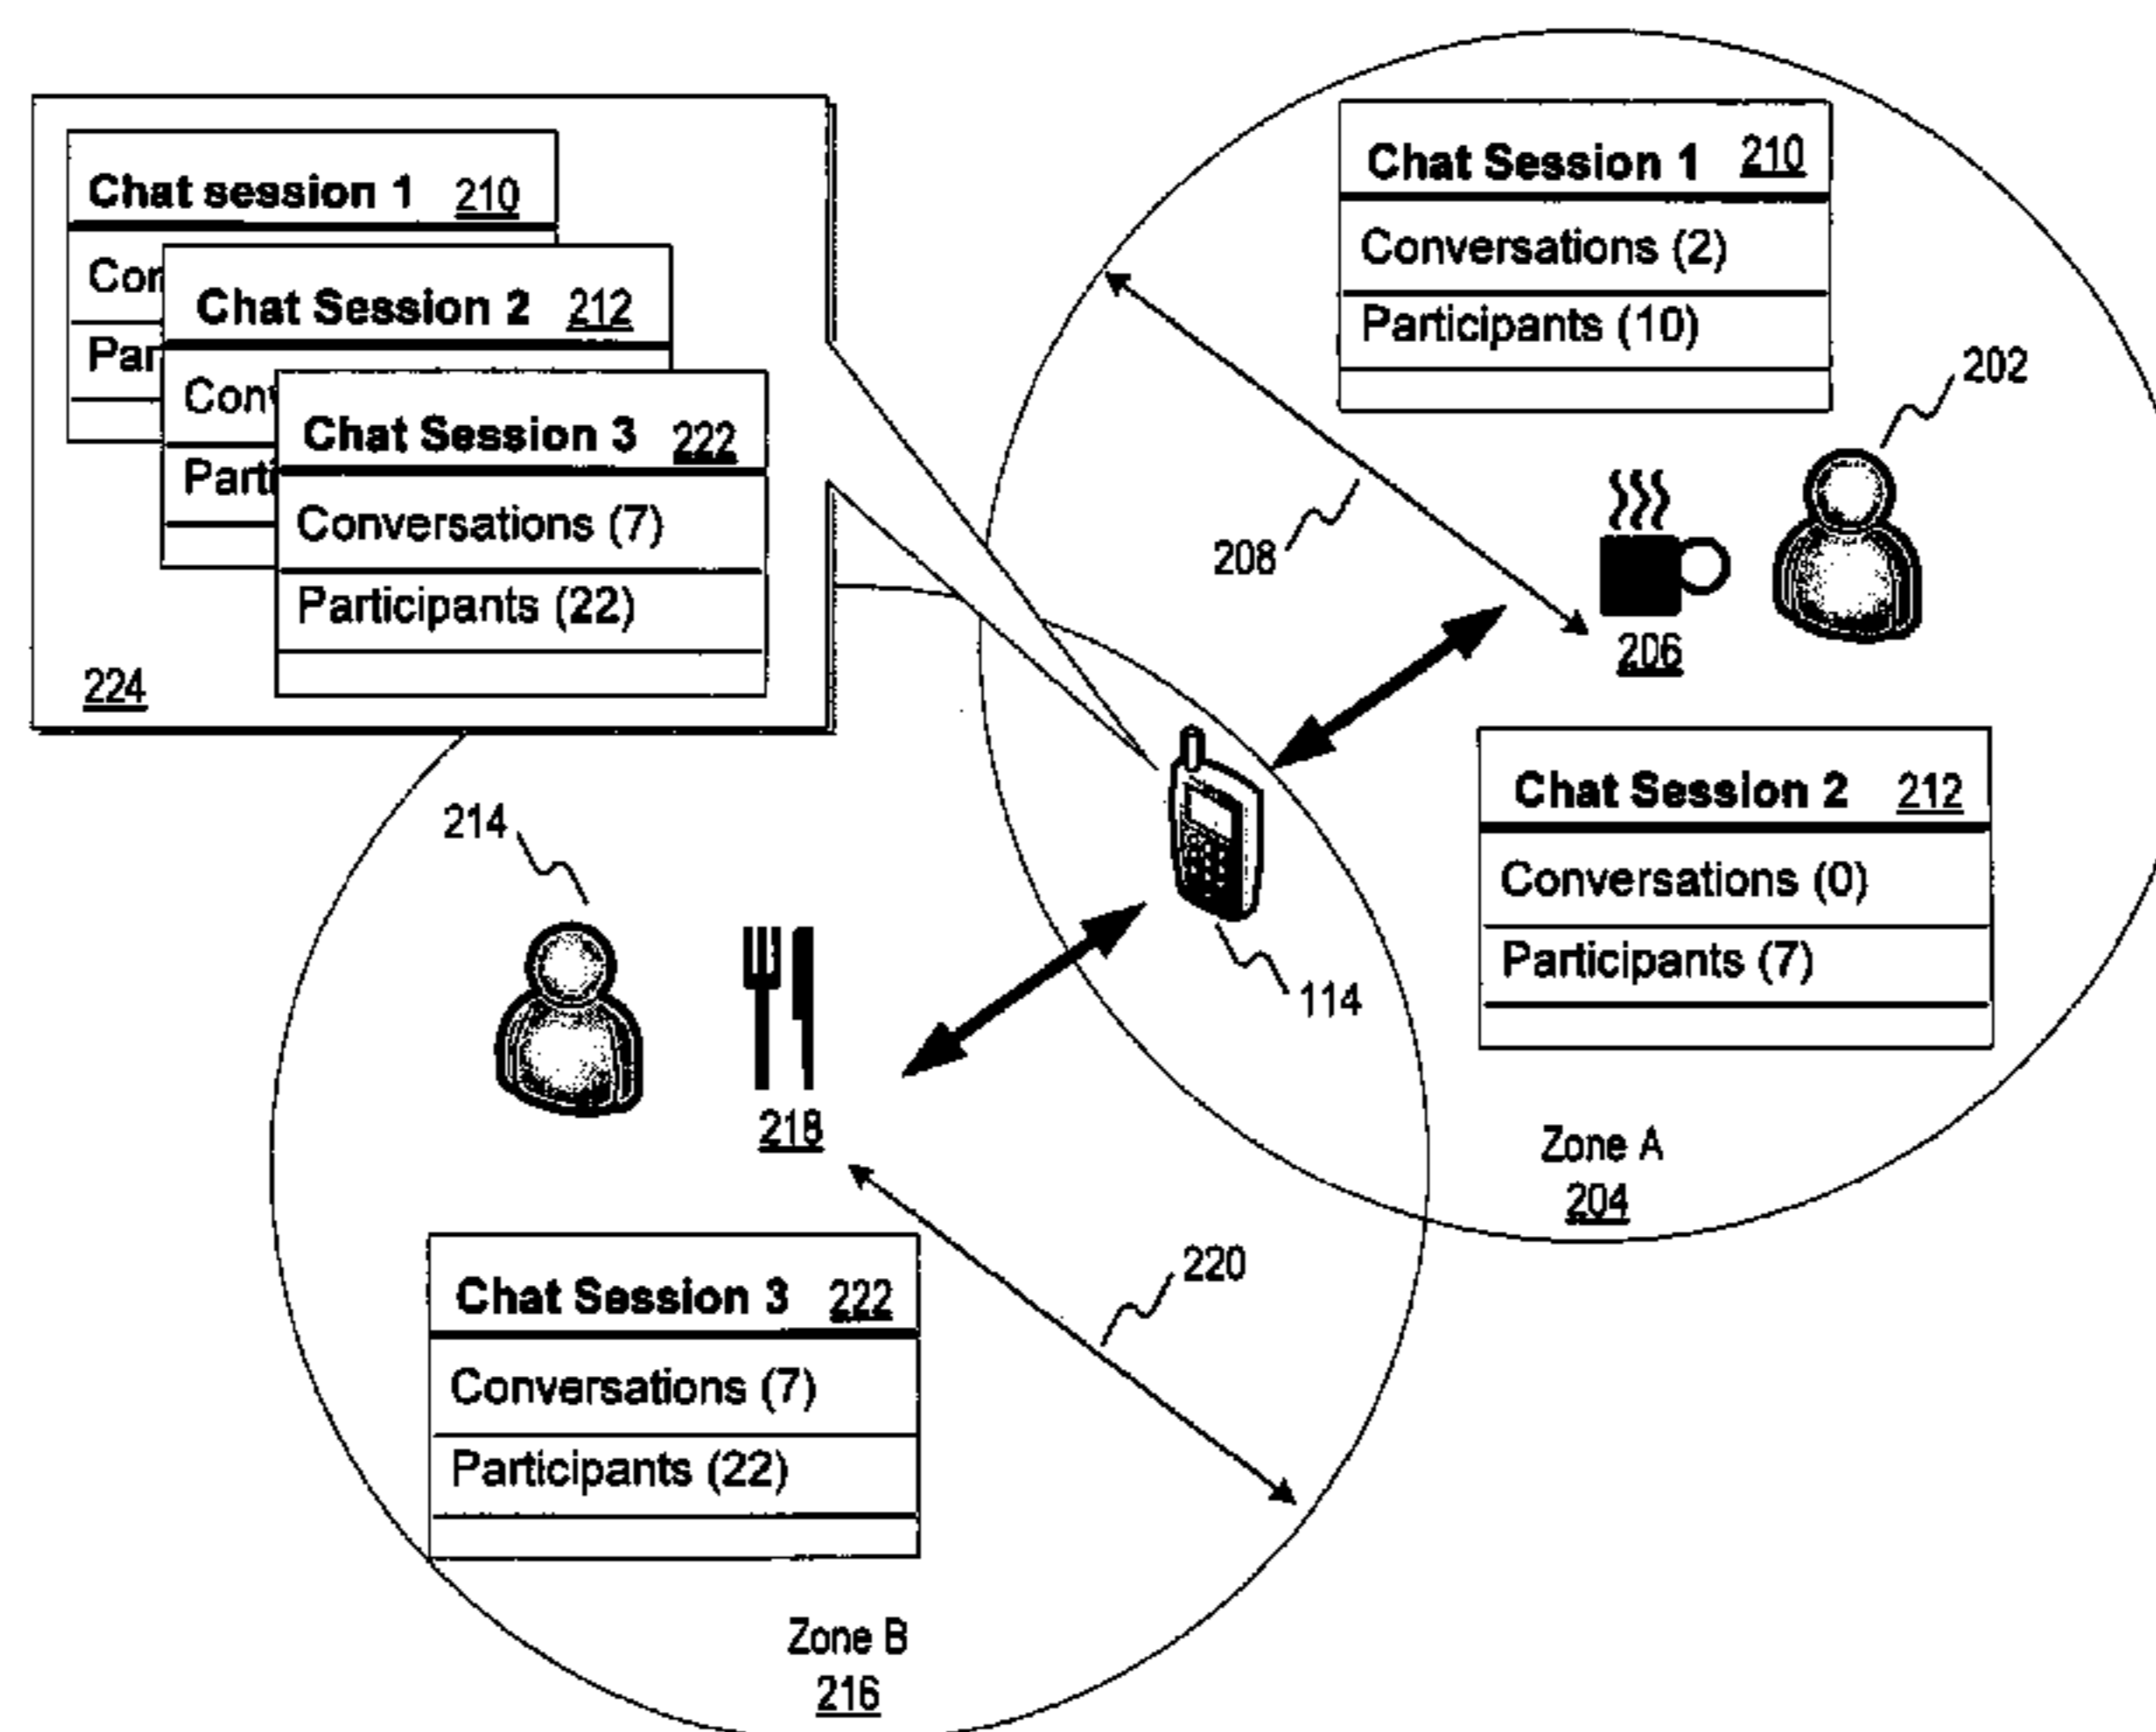 Chat session 1 210
Con
Par
Chat Session 2 212
Conv
Parti
Chat Session 3 222
Conversations (7)
Participants (22)
224
Chat Session 1 210
Conversations (2)
Participants (10)
202
208
206
Chat Session 2 212
Conversations (0)
Participants (7)
114
Zone A
204
214
218
220
Chat Session 3 222
Conversations (7)
Participants (22)
Zone B
216